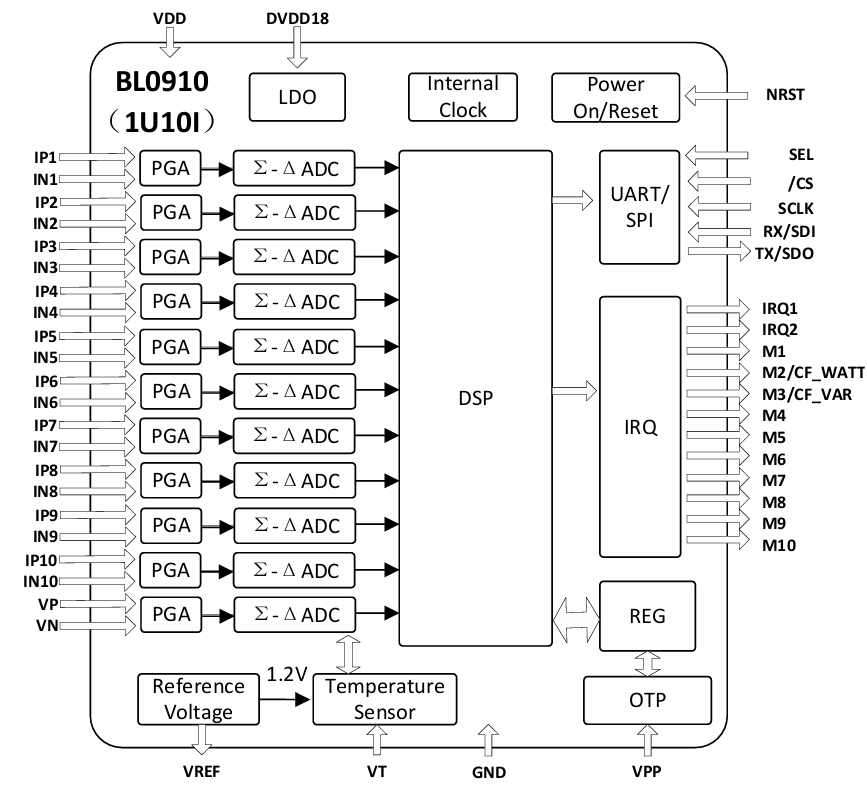 VDD
DVDD18
BL0910
（1U10I）
LDO
Internal
Clock
Power
On/Reset
NRST
IP1
IN1
PGA
Σ - Δ ADC
IP2
IN2
PGA
Σ - Δ ADC
IP3
IN3
PGA
Σ - Δ ADC
IP4
IN4
PGA
Σ - Δ ADC
IP5
IN5
PGA
Σ - Δ ADC
IP6
IN6
PGA
Σ - Δ ADC
IP7
IN7
PGA
Σ - Δ ADC
IP8
IN8
PGA
Σ - Δ ADC
IP9
IN9
PGA
Σ - Δ ADC
IP10
IN10
PGA
Σ - Δ ADC
VP
VN
PGA
Σ - Δ ADC
DSP
UART/
SPI
SEL
/CS
SCLK
RX/SDI
TX/SDO
IRQ
IRQ1
IRQ2
M1
M2/CF_WATT
M3/CF_VAR
M4
M5
M6
M7
M8
M9
M10
REG
OTP
Reference
Voltage
1.2V
Temperature
Sensor
VREF
VT
GND
VPP